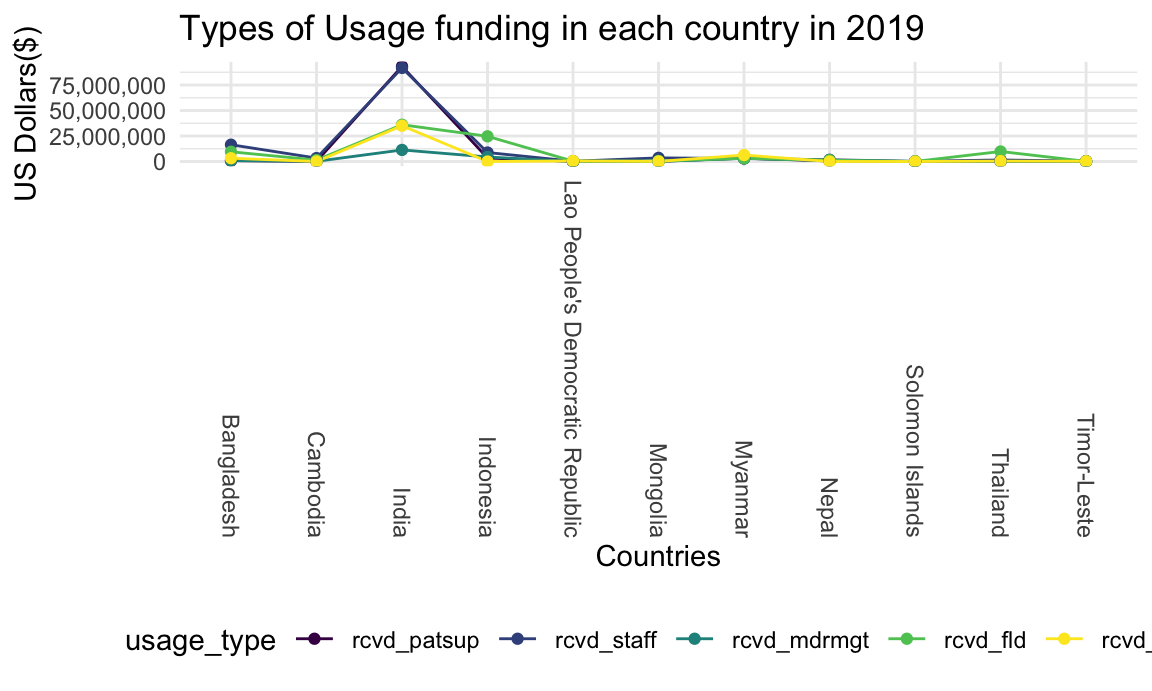 Types of Usage funding in each country in 2019
US Dollars($)
75,000,000
50,000,000
25,000,000
0
Bangladesh
Cambodia
India
Indonesia
Lao People's Democratic Republic
Mongolia
Myanmar
Nepal
Solomon Islands
Thailand
Timor-Leste
Countries
usage_type rcvd_patsup rcvd_staff rcvd_mdrmgt rcvd_fld rcvd_